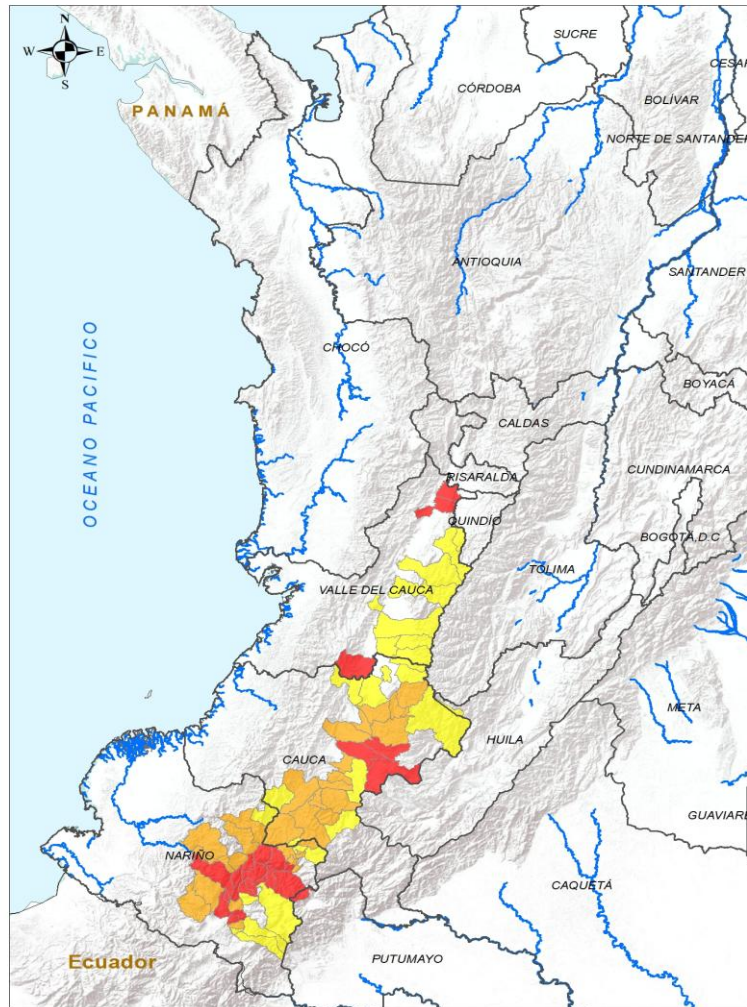 N
W E
S
SUCRE
CÓRDOBA
CESAR
BOLÍVAR
PANAMÁ
NORTE DE SANTANDER
ANTIOQUIA
SANTANDER
OCEANO PACIFICO
CHOCÓ
BOYACÁ
CALDAS
CUNDINAMARCA
RISARALDA
QUINDÍO
BOGOTÁ,D.C
TOLIMA
VALLE DEL CAUCA
META
HUILA
CAUCA
GUAVIARE
NARIÑO
CAQUETÁ
Ecuador
PUTUMAYO